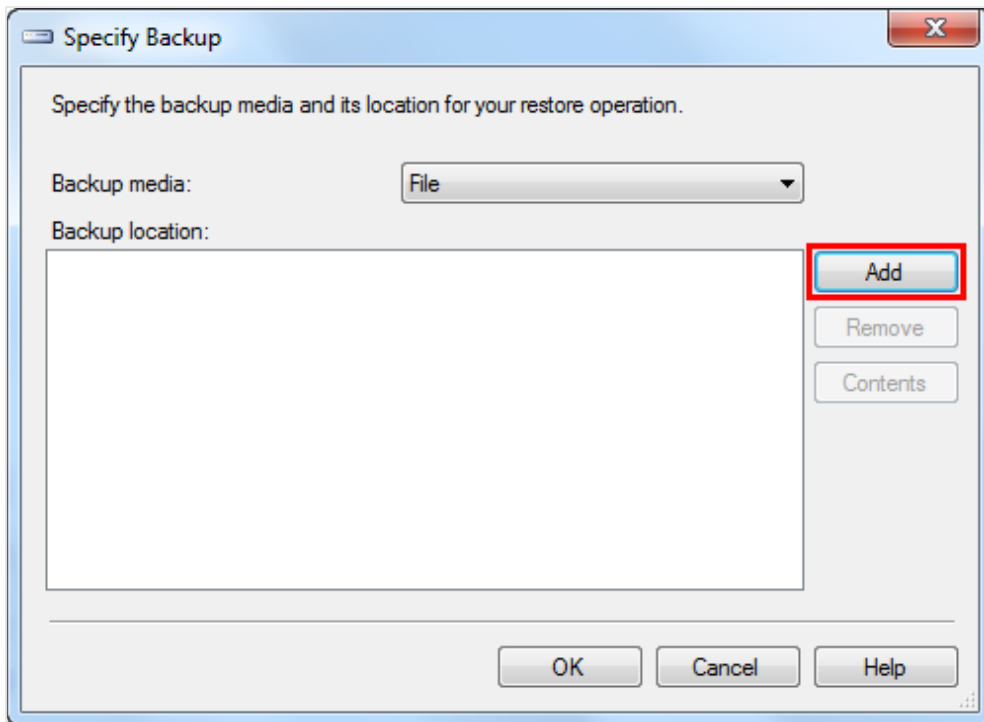 Specify Backup
Specify the backup media and its location for your restore operation.
Backup media:
File
Backup location:
Add
Remove
Contents
OK
Cancel
Help